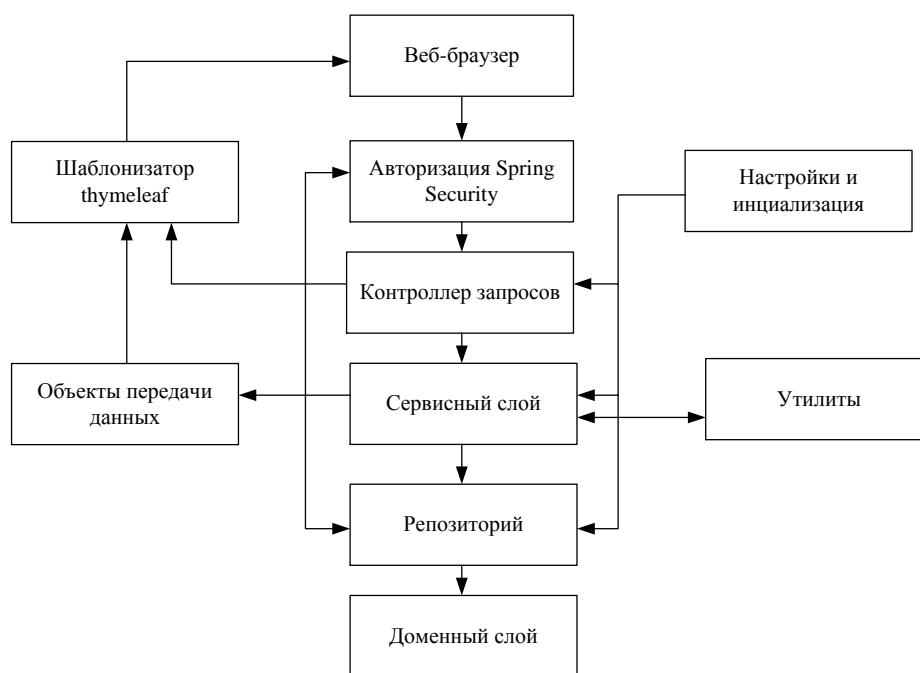 Веб-браузер
Шаблонизатор
thymeleaf
Авторизация Spring
Security
Настройки и
инциализация
Контроллер запросов
Объекты передачи
данных
Сервисный слой
Утилиты
Репозиторий
Доменный слой